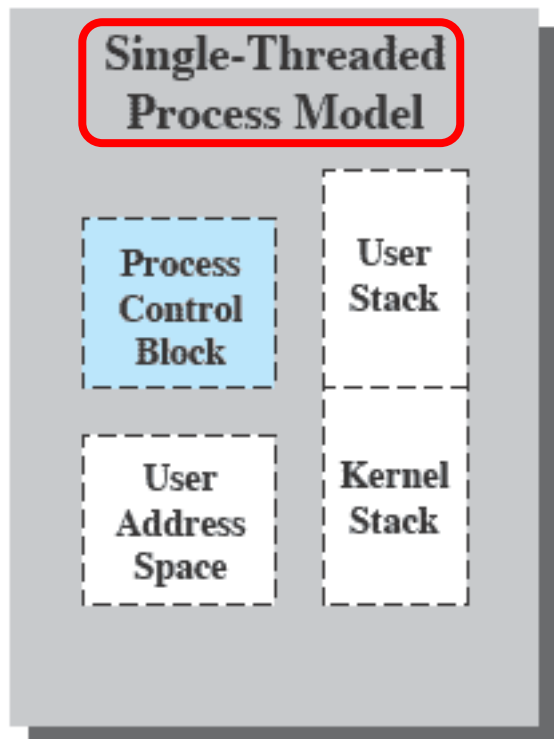 Single-Threaded
Process Model
Process
Control
Block
User
Stack
User
Address
Space
Kernel
Stack